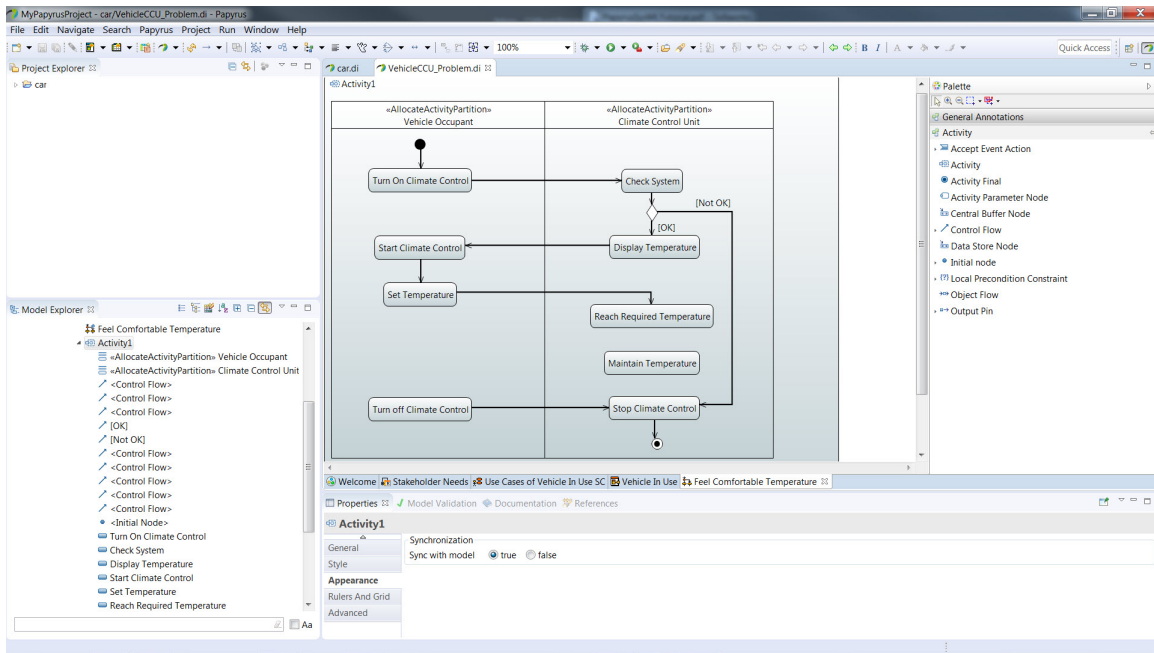 MyPapyrusProject - car/VehicleCCU_Problem.di - Papyrus
File Edit Navigate Search Papyrus Project Run Window Help
100%
B I
A
Quick Access
Project Explorer
car
car.di
VehicleCCU_Problem.di
Activity1
«AllocateActivityPartition»
Vehicle Occupant
«AllocateActivityPartition»
Climate Control Unit
Turn On Climate Control
Check System
[Not OK]
[OK]
Start Climate Control
Display Temperature
Set Temperature
Reach Required Temperature
Maintain Temperature
Turn off Climate Control
Stop Climate Control
Palette
General Annotations
Activity
Accept Event Action
Activity
Activity Final
Activity Parameter Node
Central Buffer Node
Control Flow
Data Store Node
Initial node
Local Precondition Constraint
Object Flow
Output Pin
Model Explorer
Feel Comfortable Temperature
Activity1
«AllocateActivityPartition» Vehicle Occupant
«AllocateActivityPartition» Climate Control Unit
<Control Flow>
<Control Flow>
<Control Flow>
[OK]
[Not OK]
<Control Flow>
<Control Flow>
<Control Flow>
<Control Flow>
<Control Flow>
<Initial Node>
Turn On Climate Control
Check System
Display Temperature
Start Climate Control
Set Temperature
Reach Required Temperature
Aa
Welcome
Stakeholder Needs
Use Cases of Vehicle In Use SC
Vehicle In Use
Feel Comfortable Temperature
Properties
Model Validation
Documentation
References
Activity1
General
Style
Appearance
Rulers And Grid
Advanced
Synchronization
Sync with model
true
false